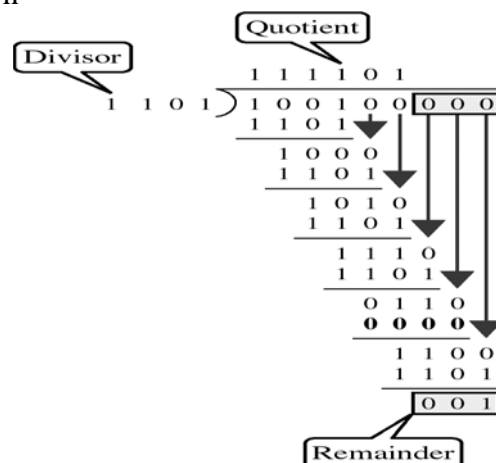 Quotient
Divisor
1 1 1 1 0 1
1 1 0 1 ) 1 0 0 1 0 0 0 0 0
1 1 0 1
1 0 0 0
1 1 0 1
1 0 1 0
1 1 0 1
1 1 1 0
1 1 0 1
0 1 1 0
0 0 0 0
1 1 0 0
1 1 0 1
0 0 1
Remainder